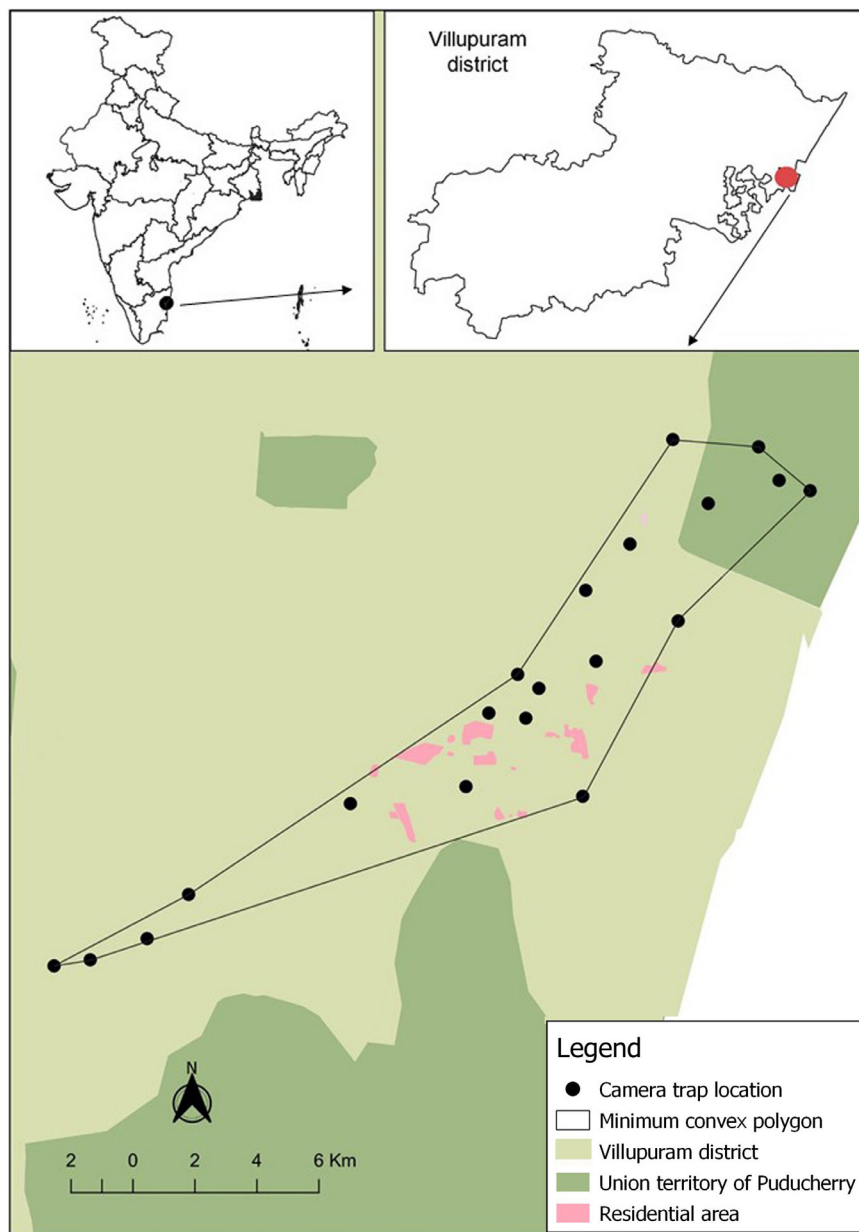 Villupuram
district
N
2 0 2 4 6 Km
Legend
Camera trap location
Minimum convex polygon
Villupuram district
Union territory of Puducherry
Residential area